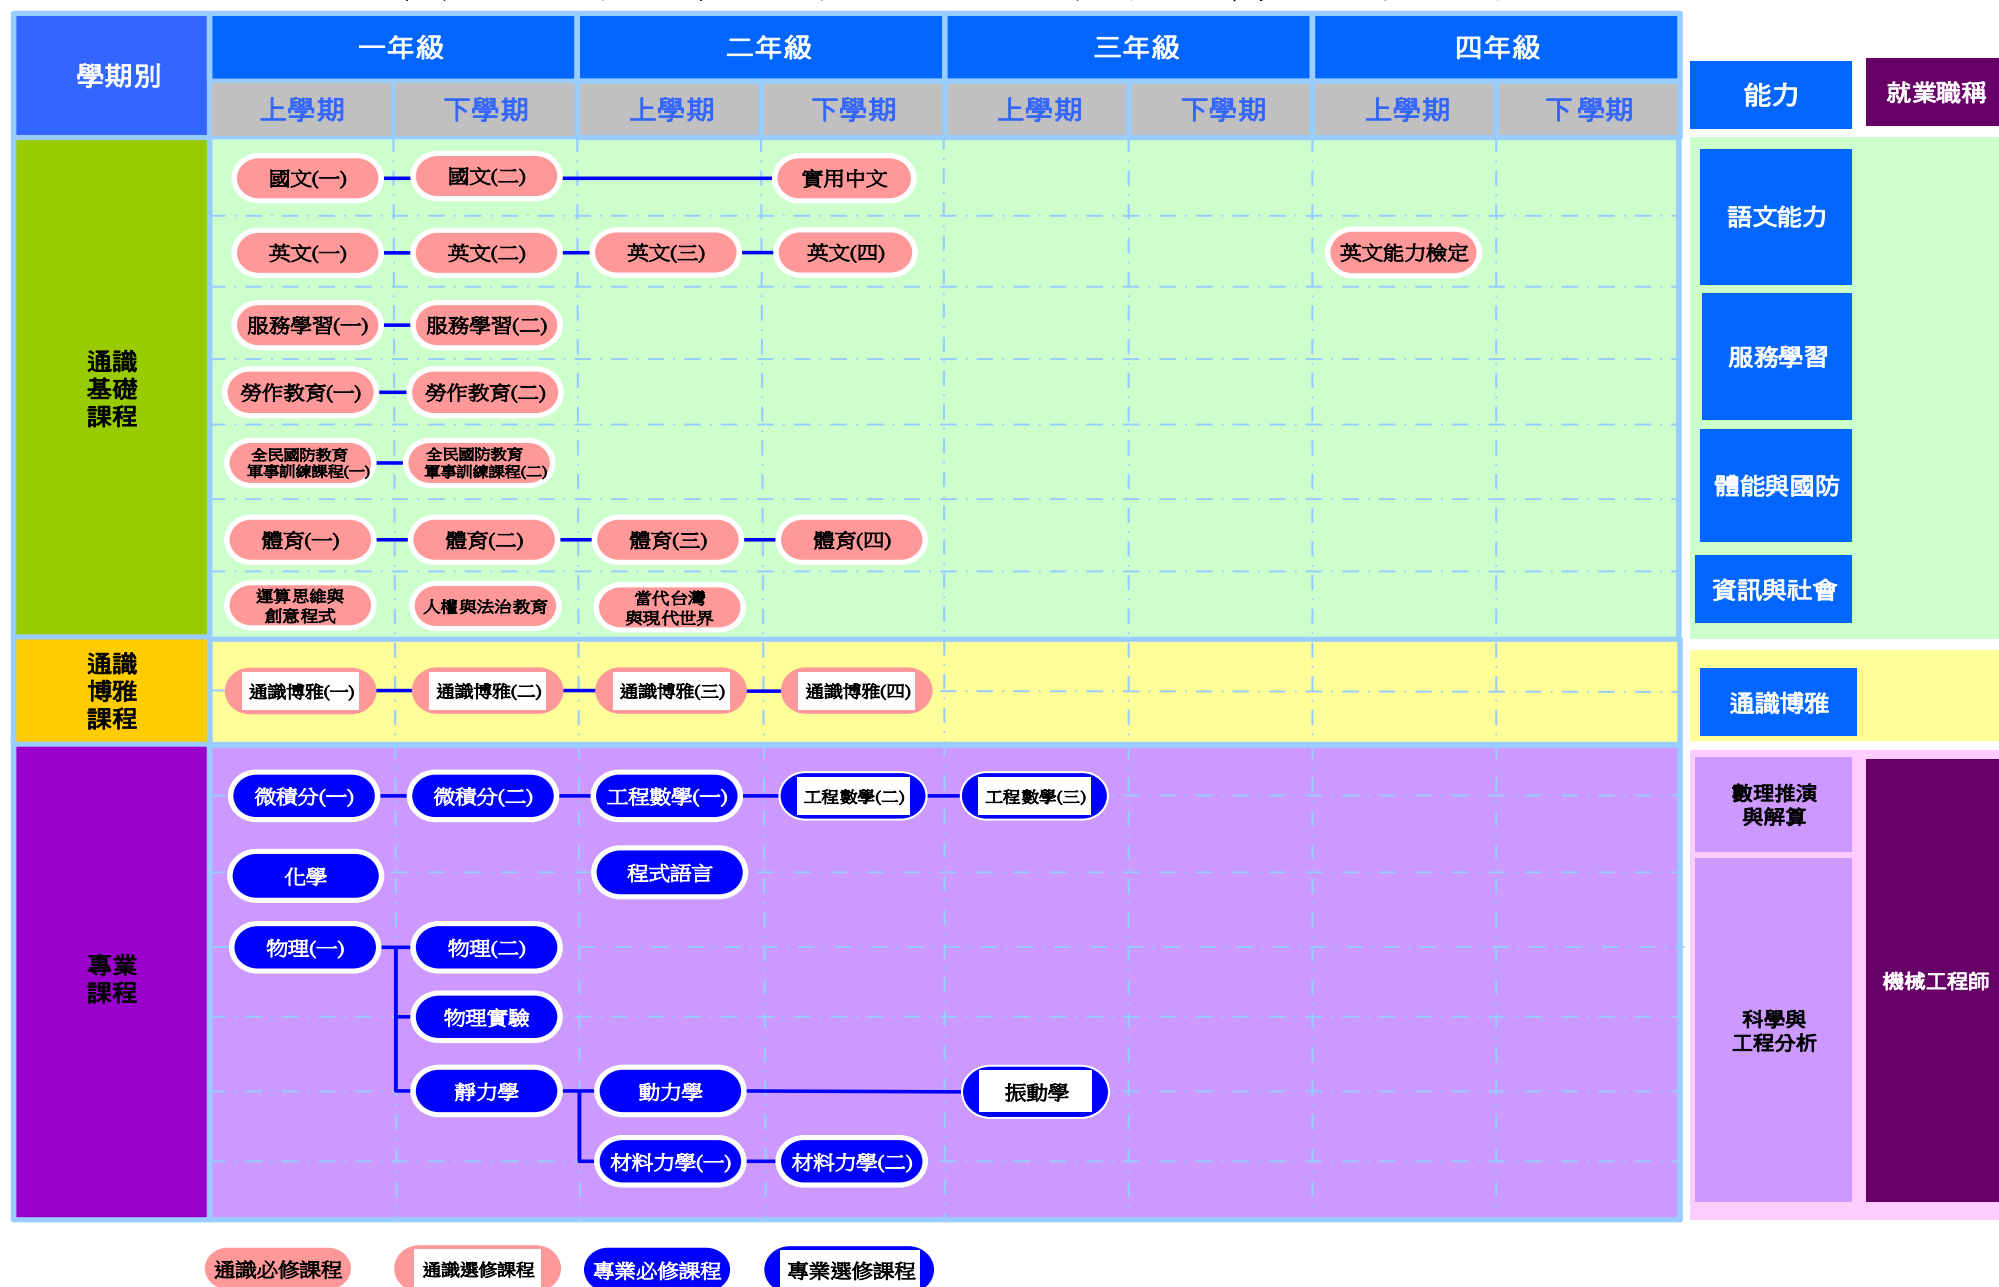 學期別
一年級
二年級
三年級
四年級
能力
就業職稱
上學期
下學期
上學期
下學期
上學期
下學期
上學期
下學期
通識
基礎
課程
國文(一)
國文(二)
實用中文
語文能力
英文(一)
英文(二)
英文(三)
英文(四)
英文能力檢定
服務學習(一)
服務學習(二)
服務學習
勞作教育(一)
勞作教育(二)
全民國防教育
軍事訓練課程(一)
全民國防教育
軍事訓練課程(二)
體能與國防
體育(一)
體育(二)
體育(三)
體育(四)
運算思維與
創意程式
人權與法治教育
當代台灣
與現代世界
資訊與社會
通識
博雅
課程
通識博雅(一)
通識博雅(二)
通識博雅(三)
通識博雅(四)
通識博雅
專業
課程
微積分(一)
微積分(二)
工程數學(一)
工程數學(二)
工程數學(三)
數理推演
與解算
化學
程式語言
物理(一)
物理(二)
物理實驗
靜力學
動力學
振動學
材料力學(一)
材料力學(二)
科學與
工程分析
機械工程師
通識必修課程
通識選修課程
專業必修課程
專業選修課程